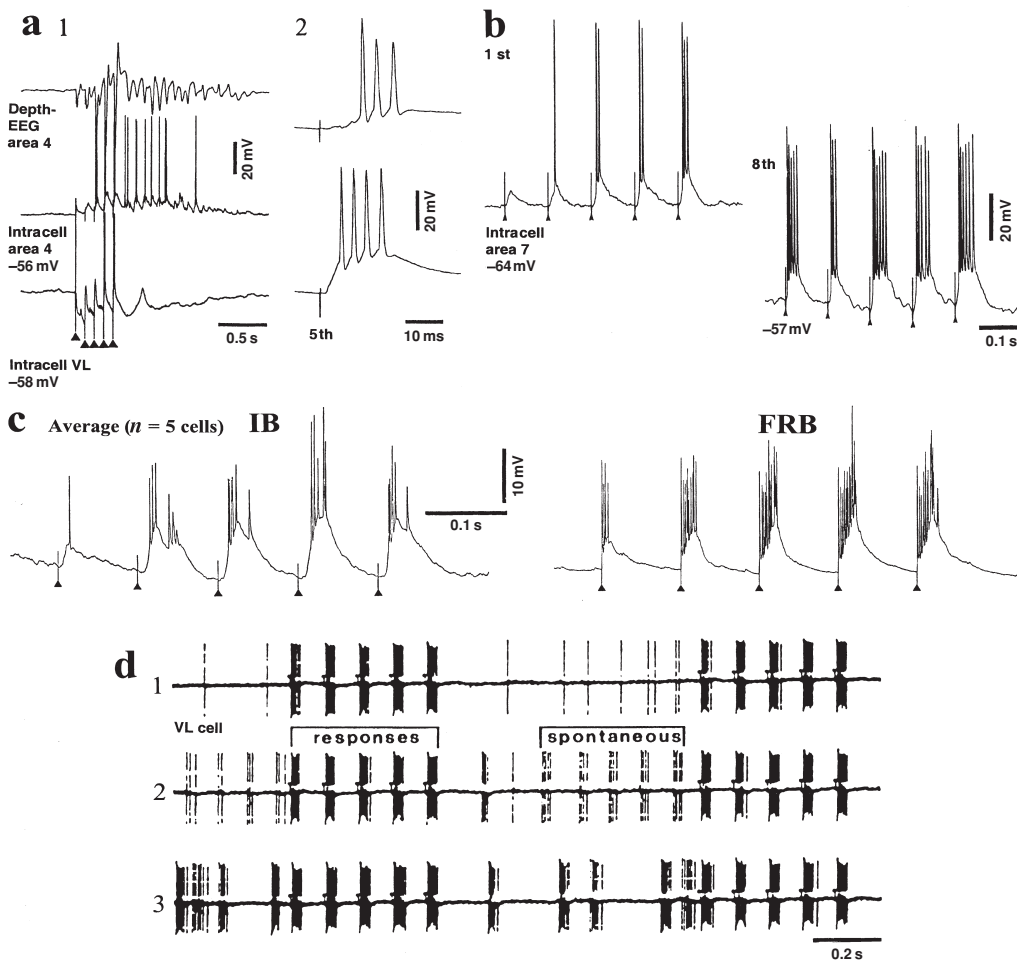 a 1
2
b
1 st
Depth-
EEG
area 4
20 mV
Intracell
area 4
–56 mV
Intracell VL
–58 mV
0.5 s
20 mV
5th
10 ms
Intracell
area 7
–64 mV
8th
20 mV
–57 mV
0.1 s
c Average (n = 5 cells) IB
FRB
10 mV
0.1 s
d
1
VL cell
responses
spontaneous
2
3
0.2 s